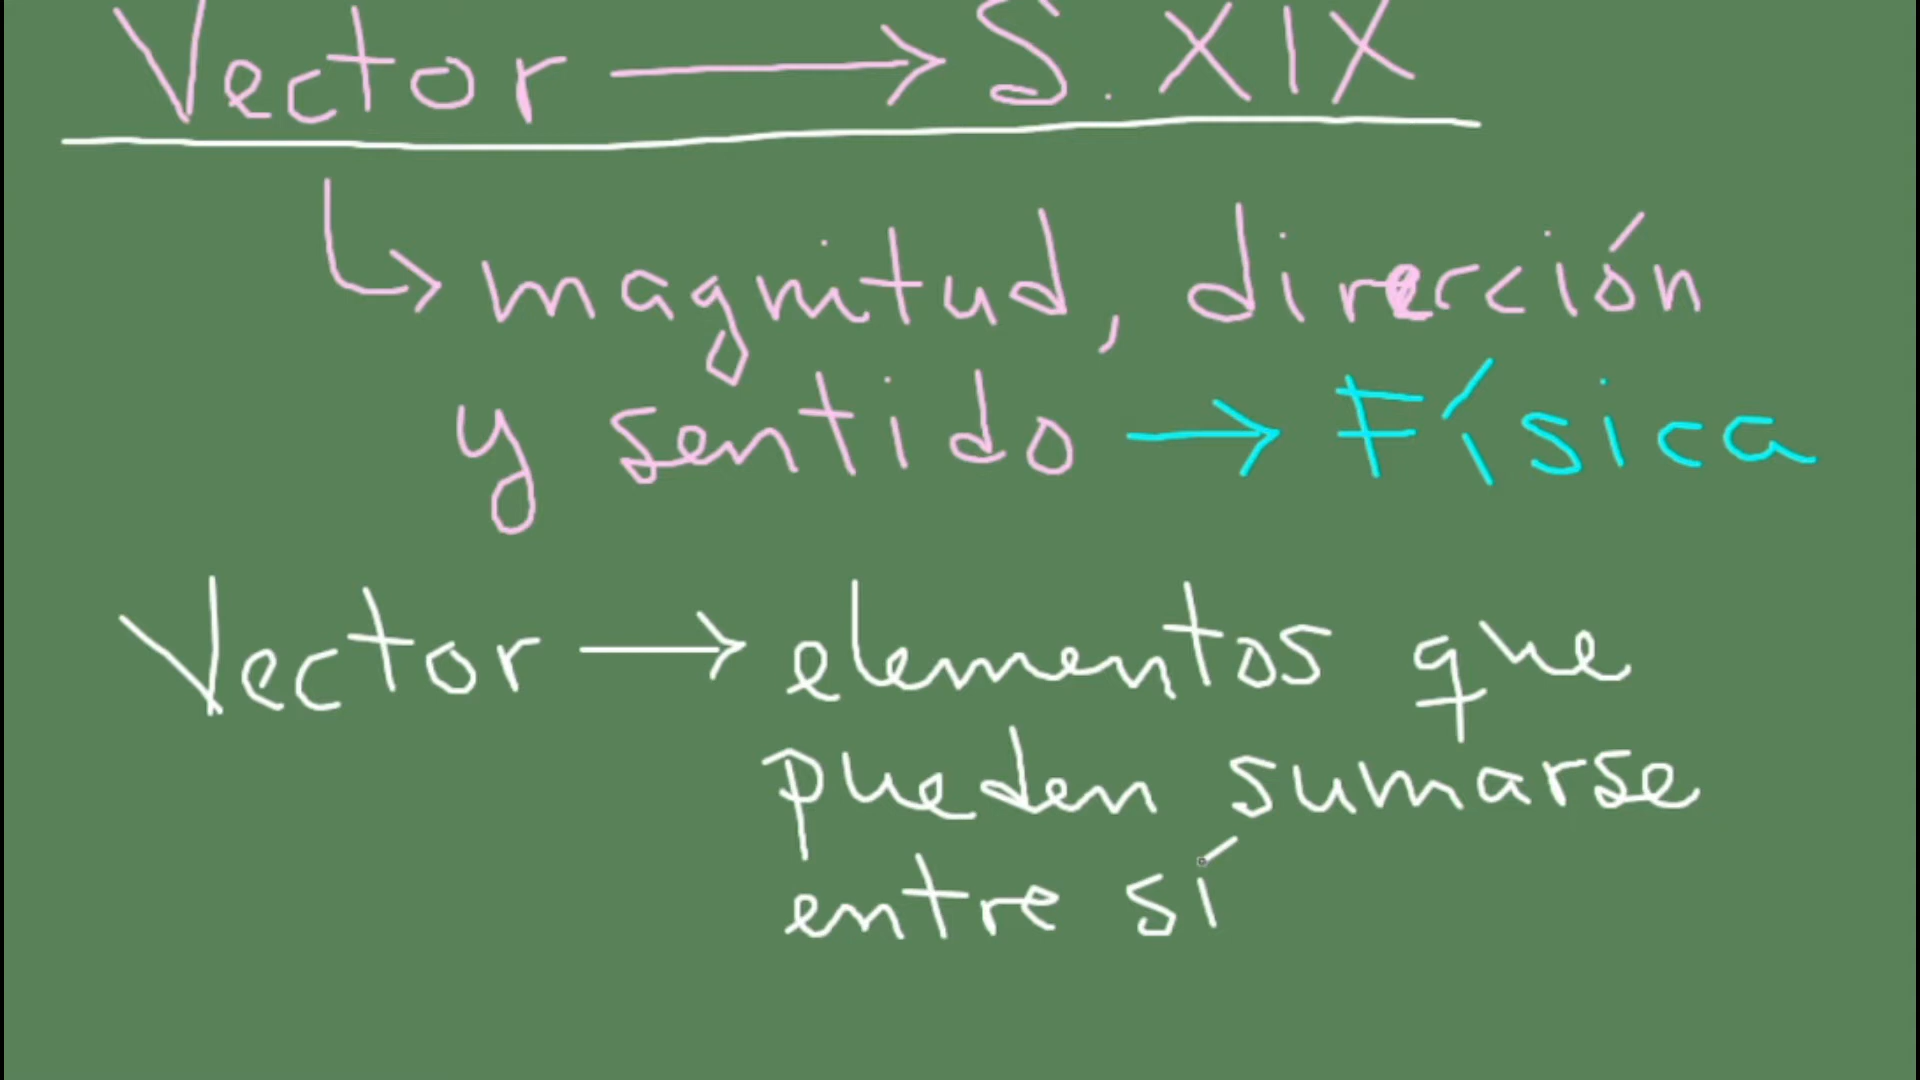 Vector → S. XIX
↳ magnitud, dirección
y sentido → Física
Vector → elementos que
pueden sumarse
entre sí